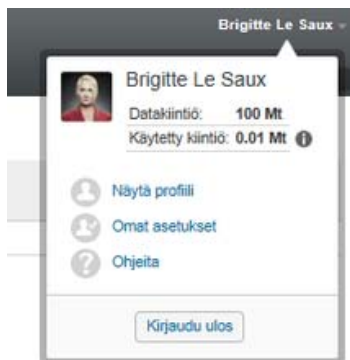 Brigitte Le Saux
Brigitte Le Saux
Datakiintiö: 100 Mt
Käytetty kiintiö: 0.01 Mt
Näytä profiili
Omat asetukset
Ohjeita
Kirjaudu ulos